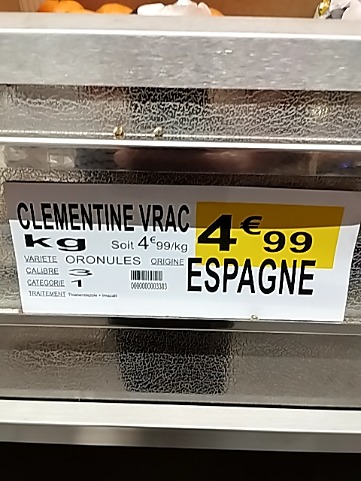 CLEMENTINE VRAC
4€99
kg Soit 4€99/kg
VARIETE ORONULES ORIGINE ESPAGNE
CALIBRE 3
CATEGORIE 1
TRAITEMENT